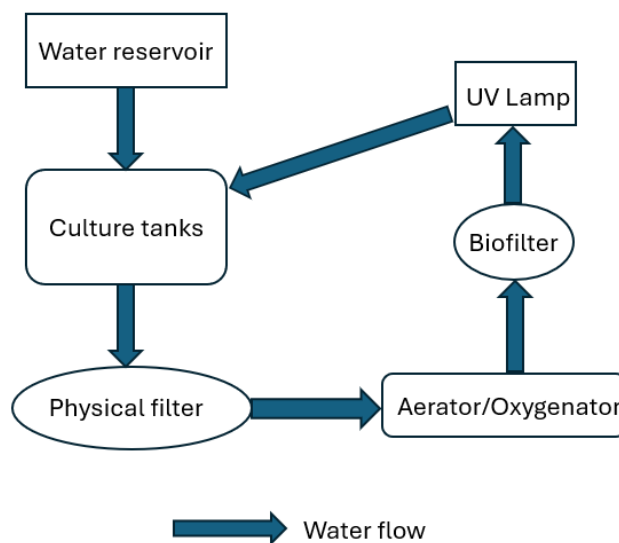 Water reservoir
UV Lamp
Culture tanks
Biofilter
Physical filter
Aerator/Oxygenator
Water flow